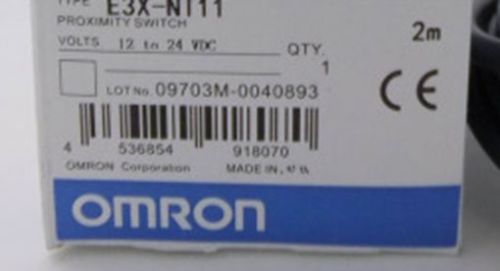 TYPE E3X-NT11
PROXIMITY SWITCH
2m
VOLTS 12 to 24 VDC QTY.
1
LOT No. 09703M-0040893
CE
4 536854 918070
OMRON Corporation MADE IN
OMRON